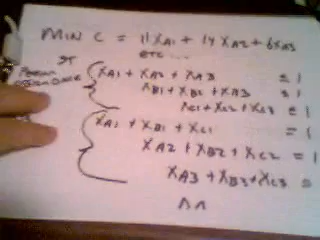 MIN C = 11XA1 + 14XA2 + 6XA3
ST etc...
XA1 + XA2 + XA3 = 1
XB1 + XB2 + XB3 = 1
XC1 + XC2 + XC3 = 1
XA1 + XB1 + XC1 = 1
XA2 + XB2 + XC2 = 1
XA3 + XB3 + XC3 =